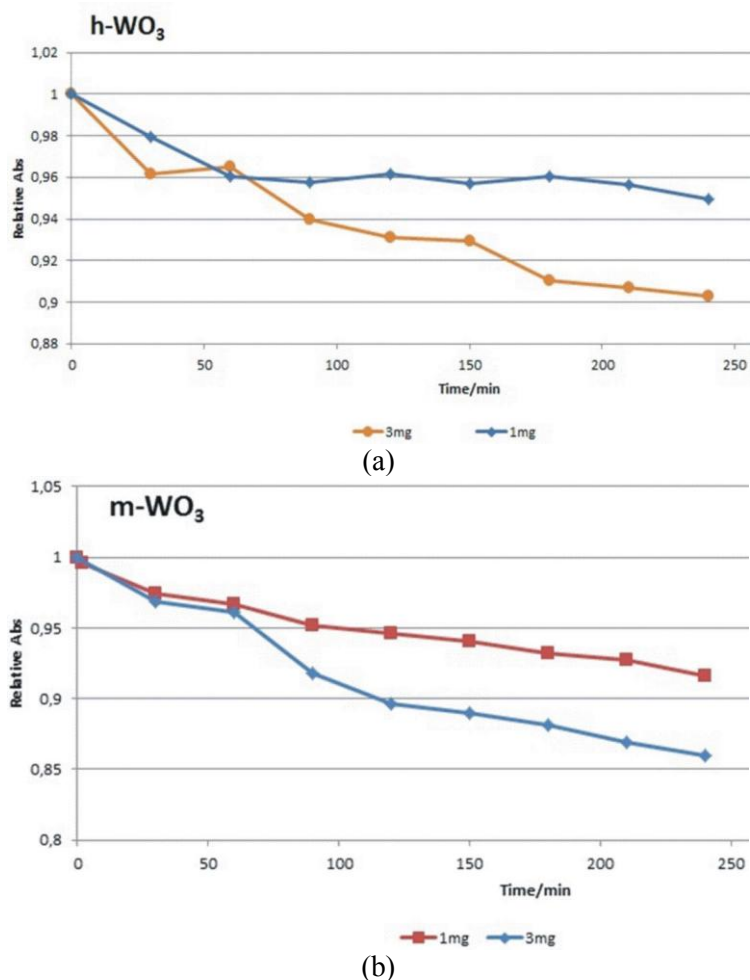 h-WO₃
1,02
1
0,98
0,96
0,94
0,92
0,9
0,88
Relative Abs
0 50 100 150 200 250
Time/min
3mg 1mg
(a)
m-WO₃
1,05
1
0,95
0,9
0,85
0,8
Relative Abs
0 50 100 150 200 250
Time/min
1mg 3mg
(b)